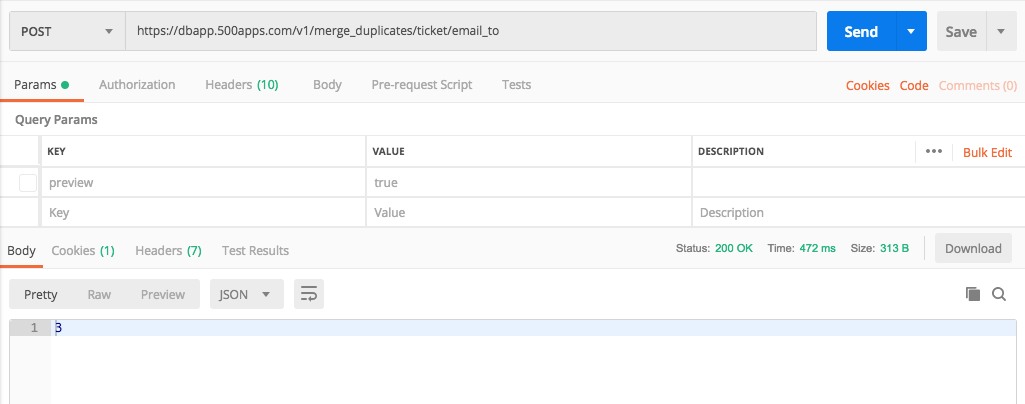 POST https://dbapp.500apps.com/v1/merge_duplicates/ticket/email_to Send Save
Params Authorization Headers (10) Body Pre-request Script Tests Cookies Code Comments (0)
Query Params
KEY VALUE DESCRIPTION ••• Bulk Edit
preview true
Key Value Description
Body Cookies (1) Headers (7) Test Results Status: 200 OK Time: 472 ms Size: 313 B Download
Pretty Raw Preview JSON
1 3